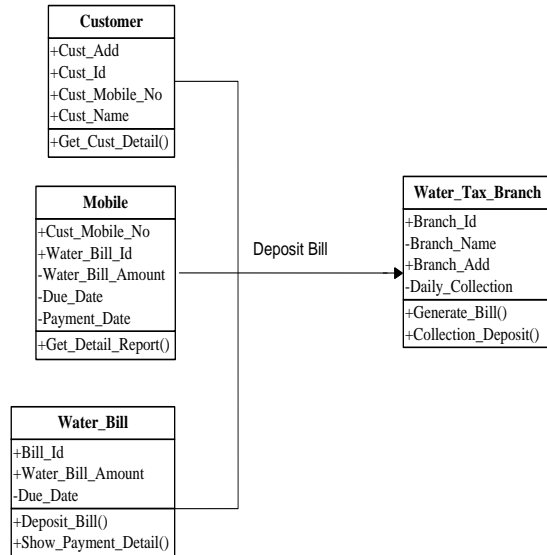 Customer
+Cust_Add
+Cust_Id
+Cust_Mobile_No
+Cust_Name
+Get_Cust_Detail()
Mobile
+Cust_Mobile_No
+Water_Bill_Id
-Water_Bill_Amount
-Due_Date
-Payment_Date
+Get_Detail_Report()
Water_Bill
+Bill_Id
+Water_Bill_Amount
-Due_Date
+Deposit_Bill()
+Show_Payment_Detail()
Deposit Bill
Water_Tax_Branch
+Branch_Id
-Branch_Name
+Branch_Add
-Daily_Collection
+Generate_Bill()
+Collection_Deposit()